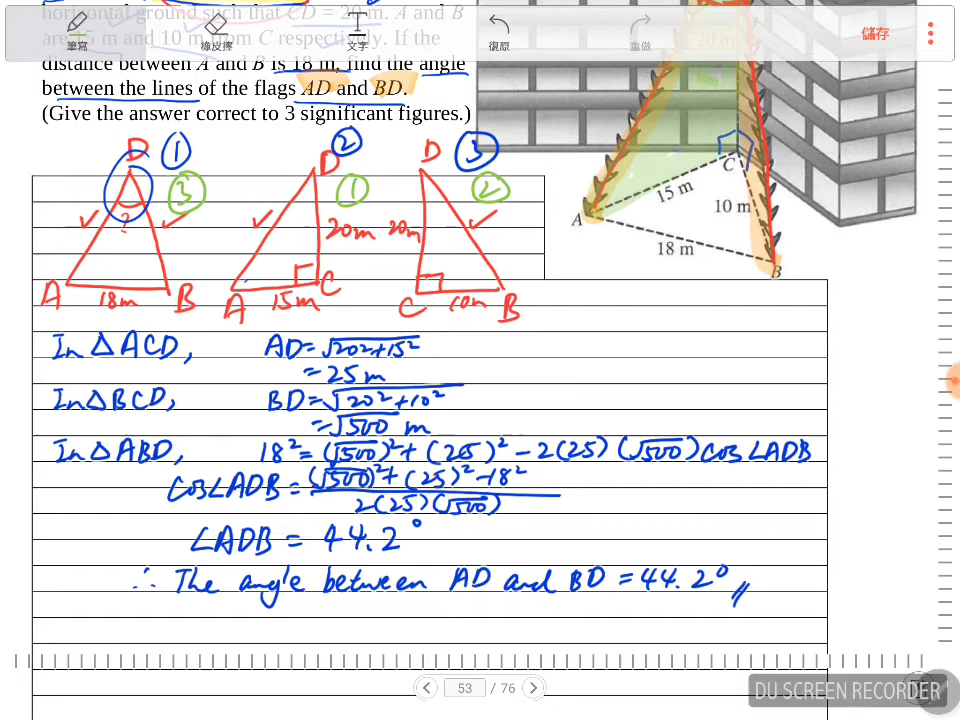 horizontal ground such that CD = 20 m. A and B
are 15 m and 10 m from C respectively. If the
筆寫
橡皮擦
文字
復原
重做
儲存
distance between A and B is 18 m, find the angle
between the lines of the flags AD and BD.
(Give the answer correct to 3 significant figures.)
D ① D ② D ③
③ ① ②
? 20m 20m
A 18m B A 15m C C 10m B
20 m
C
15 m
10 m
A
18 m
B
In △ACD, AD = √20²+15²
= 25 m
In △BCD, BD = √20²+10²
= √500 m
In △ABD, 18² = (√500)² + (25)² - 2(25)(√500) cos∠ADB
cos∠ADB = (√500)² + (25)² - 18²
2(25)(√500)
∠ADB = 44.2°
∴ The angle between AD and BD = 44.2° //
53 / 76
DU SCREEN RECORDER